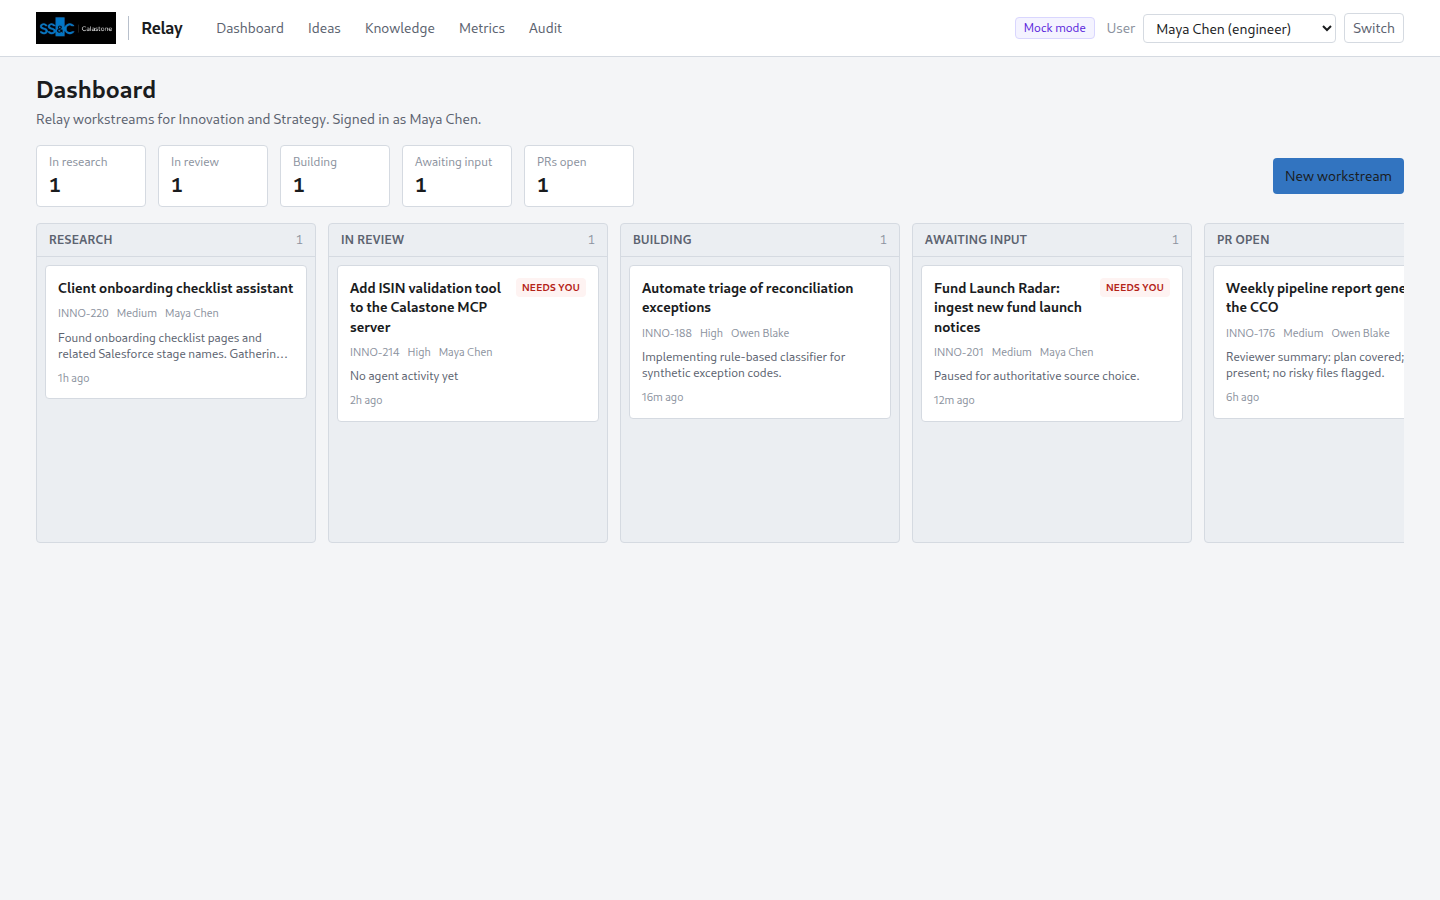 SS&C Calastone
Relay
Dashboard
Ideas
Knowledge
Metrics
Audit
Mock mode
User
Maya Chen (engineer)
Switch
Dashboard
Relay workstreams for Innovation and Strategy. Signed in as Maya Chen.
In research
1
In review
1
Building
1
Awaiting input
1
PRs open
1
New workstream
RESEARCH 1
Client onboarding checklist assistant
INNO-220 Medium Maya Chen
Found onboarding checklist pages and
related Salesforce stage names. Gatherin...
1h ago
IN REVIEW 1
Add ISIN validation tool
to the Calastone MCP
server
NEEDS YOU
INNO-214 High Maya Chen
No agent activity yet
2h ago
BUILDING 1
Automate triage of reconciliation
exceptions
INNO-188 High Owen Blake
Implementing rule-based classifier for
synthetic exception codes.
16m ago
AWAITING INPUT 1
Fund Launch Radar:
ingest new fund launch
notices
NEEDS YOU
INNO-201 Medium Maya Chen
Paused for authoritative source choice.
12m ago
PR OPEN
Weekly pipeline report gene
the CCO
INNO-176 Medium Owen Blake
Reviewer summary: plan covered;
present; no risky files flagged.
6h ago